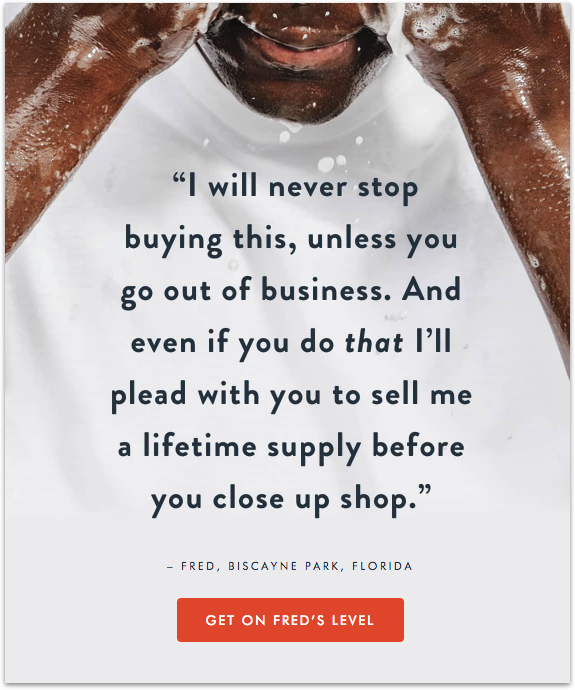 “I will never stop
buying this, unless you
go out of business. And
even if you do that I’ll
plead with you to sell me
a lifetime supply before
you close up shop.”
– FRED, BISCAYNE PARK, FLORIDA
GET ON FRED’S LEVEL